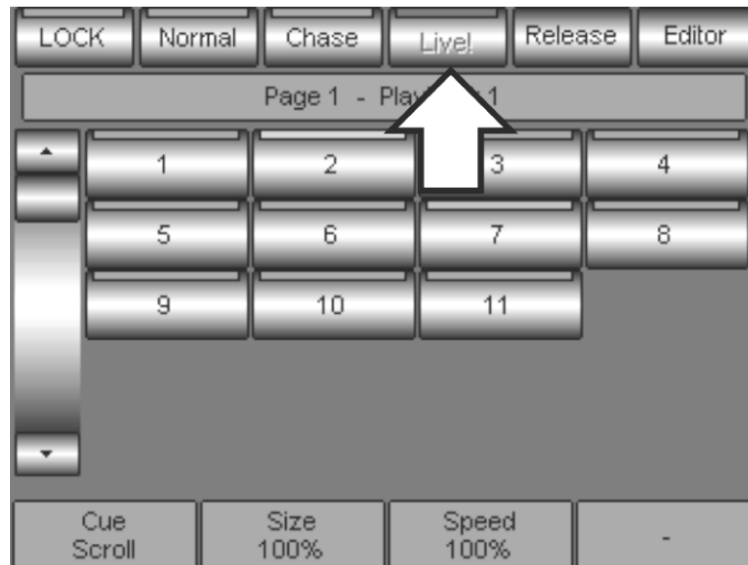 LOCK Normal Chase Live! Release Editor
Page 1 - Play 1
1 2 3 4
5 6 7 8
9 10 11
Cue Size Speed -
Scroll 100% 100%